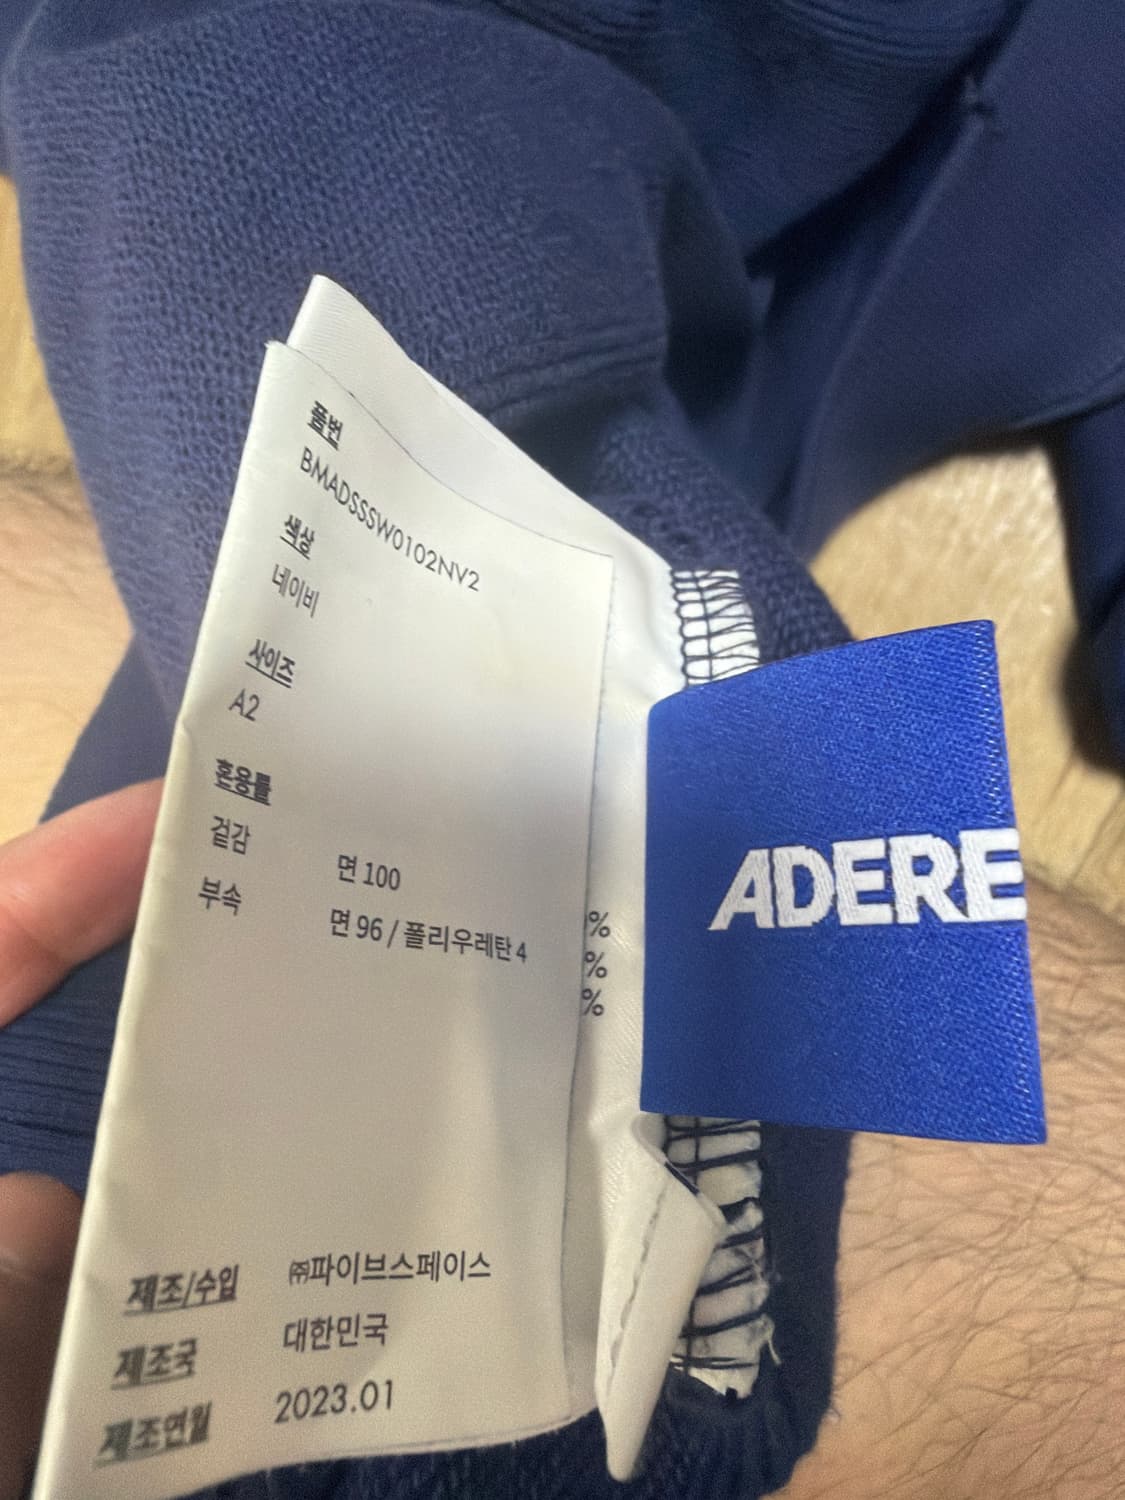 품번
BMADSSSW0102NV2
색상
네이비
사이즈
A2
혼용률
겉감 면 100
부속 면 96 / 폴리우레탄 4
%
%
%
ADERE
제조/수입 ㈜파이브스페이스
제조국 대한민국
제조연월 2023.01